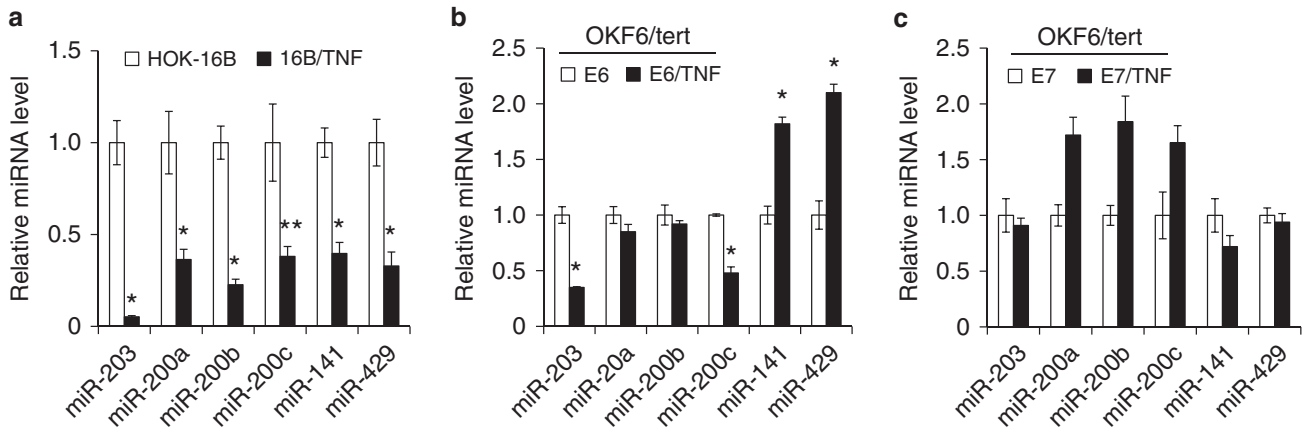 a
1.5
HOK-16B 16B/TNF
Relative miRNA level
1.0
0.5
0
* * * ** * *
miR-203 miR-200a miR-200b miR-200c miR-141 miR-429
b
OKF6/tert
2.5
E6 E6/TNF
Relative miRNA level
2.0
1.5
1.0
0.5
0
* * * *
miR-203 miR-20a miR-200b miR-200c miR-141 miR-429
c
OKF6/tert
2.5
E7 E7/TNF
Relative miRNA level
2.0
1.5
1.0
0.5
0
miR-203 miR-200a miR-200b miR-200c miR-141 miR-429